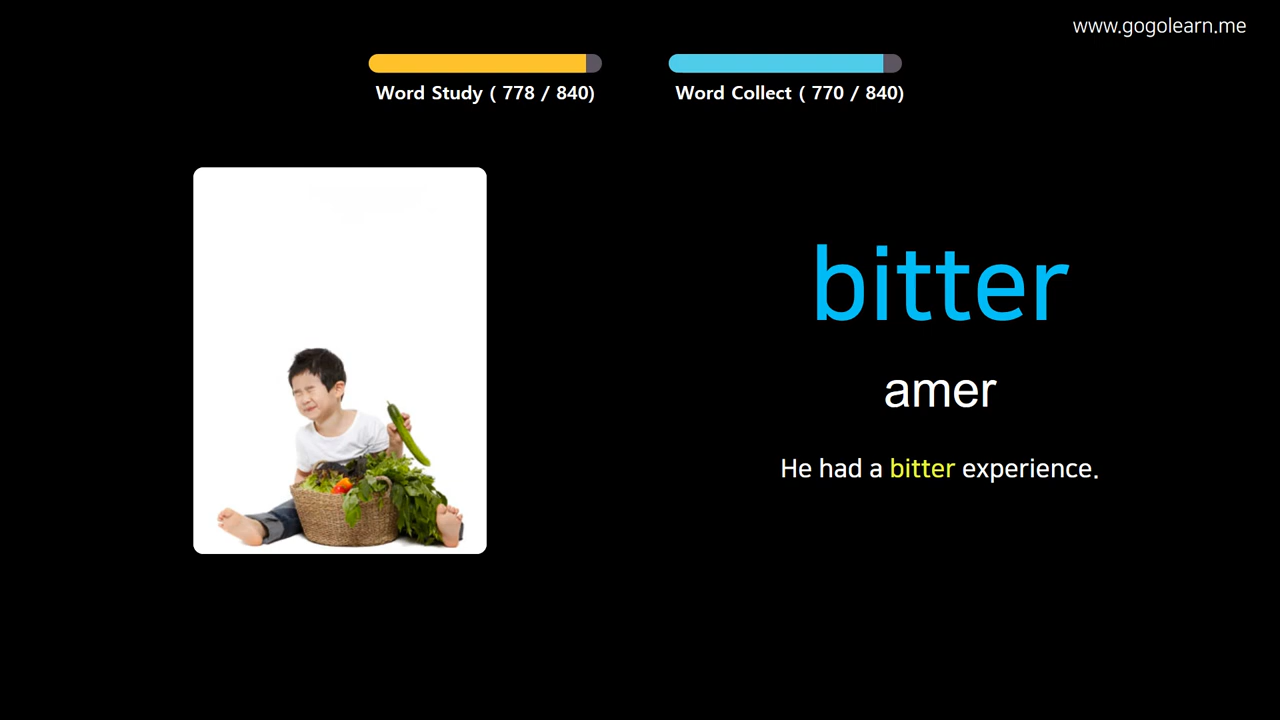 www.gogolearn.me
Word Study ( 778 / 840)
Word Collect ( 770 / 840)
bitter
amer
He had a bitter experience.